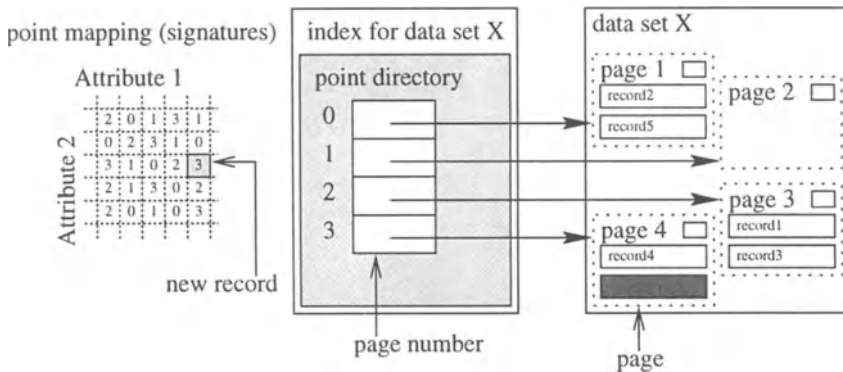 point mapping (signatures)
Attribute 1
Attribute 2
2 0 1 3 1
0 2 3 1 0
3 1 0 2 3
2 1 3 0 2
2 0 1 0 3
new record
index for data set X
point directory
0
1
2
3
page number
data set X
page 1
record2
record5
page 2
page 3
record1
record3
page 4
record4
page